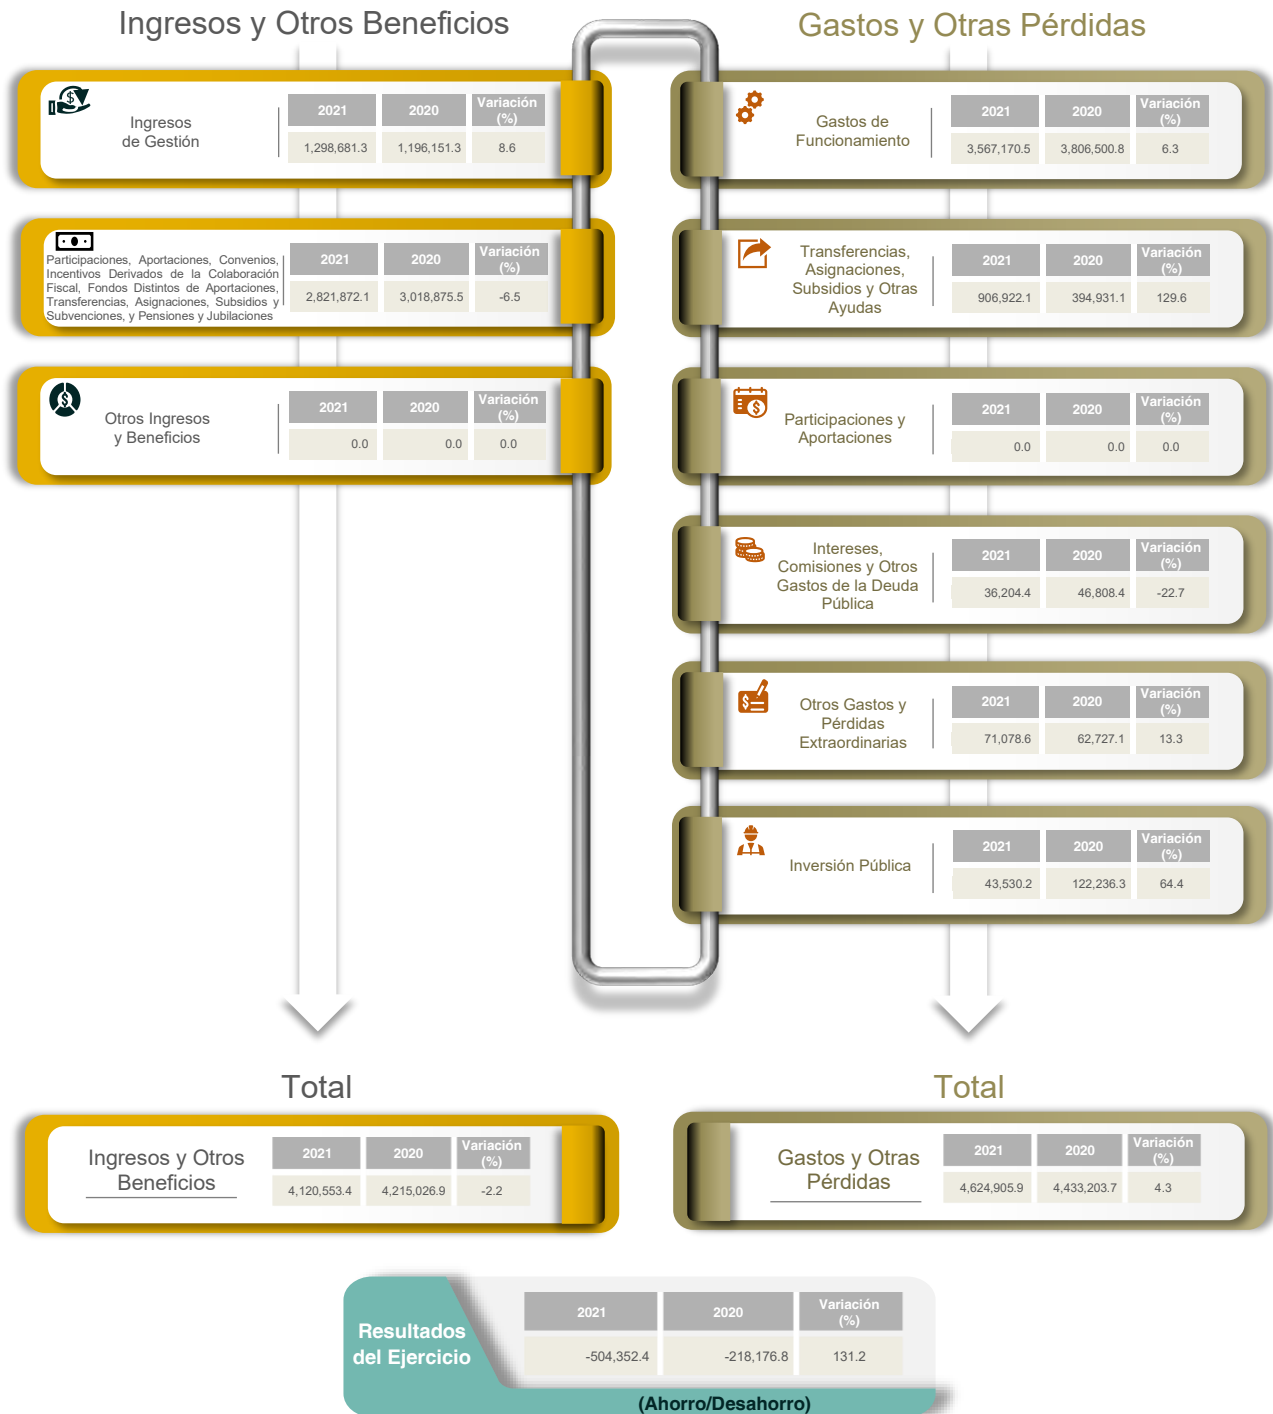 Ingresos y Otros Beneficios
Ingresos
de Gestión
2021 2020 Variación (%)
1,298,681.3 1,196,151.3 8.6
Participaciones, Aportaciones, Convenios,
Incentivos Derivados de la Colaboración
Fiscal, Fondos Distintos de Aportaciones,
Transferencias, Asignaciones, Subsidios y
Subvenciones, y Pensiones y Jubilaciones
2021 2020 Variación (%)
2,821,872.1 3,018,875.5 -6.5
Otros Ingresos
y Beneficios
2021 2020 Variación (%)
0.0 0.0 0.0
Gastos y Otras Pérdidas
Gastos de
Funcionamiento
2021 2020 Variación (%)
3,567,170.5 3,806,500.8 6.3
Transferencias,
Asignaciones,
Subsidios y Otras
Ayudas
2021 2020 Variación (%)
906,922.1 394,931.1 129.6
Participaciones y
Aportaciones
2021 2020 Variación (%)
0.0 0.0 0.0
Intereses,
Comisiones y Otros
Gastos de la Deuda
Pública
2021 2020 Variación (%)
36,204.4 46,808.4 -22.7
Otros Gastos y
Pérdidas
Extraordinarias
2021 2020 Variación (%)
71,078.6 62,727.1 13.3
Inversión Pública
2021 2020 Variación (%)
43,530.2 122,236.3 64.4
Total
Ingresos y Otros
Beneficios
2021 2020 Variación (%)
4,120,553.4 4,215,026.9 -2.2
Total
Gastos y Otras
Pérdidas
2021 2020 Variación (%)
4,624,905.9 4,433,203.7 4.3
Resultados
del Ejercicio
2021 2020 Variación (%)
-504,352.4 -218,176.8 131.2
(Ahorro/Desahorro)